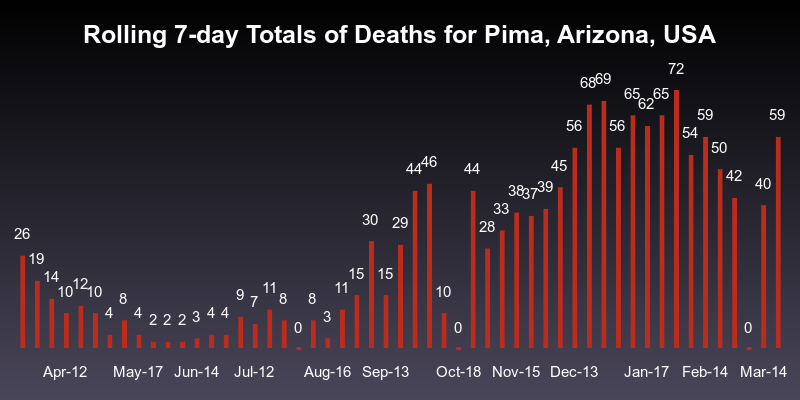 Rolling 7-day Totals of Deaths for Pima, Arizona, USA
26 19 14 10 12 10 4 8 4 2 2 2 3 4 4 9 7 11 8 0 8 3 11 15 30 15 29 44 46 10 0 44 28 33 38 37 39 45 56 68 69 56 65 62 65 72 54 59 50 42 0 40 59
Apr-12 May-17 Jun-14 Jul-12 Aug-16 Sep-13 Oct-18 Nov-15 Dec-13 Jan-17 Feb-14 Mar-14